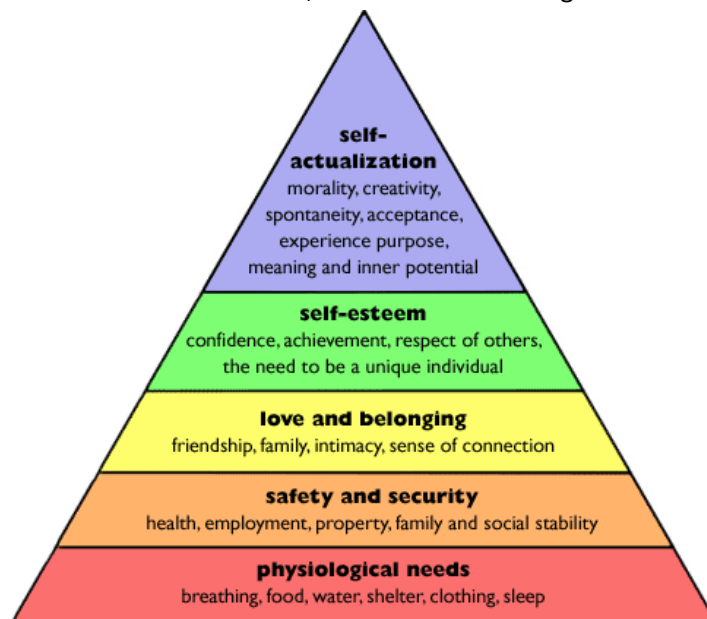 self-
actualization
morality, creativity,
spontaneity, acceptance,
experience purpose,
meaning and inner potential
self-esteem
confidence, achievement, respect of others,
the need to be a unique individual
love and belonging
friendship, family, intimacy, sense of connection
safety and security
health, employment, property, family and social stability
physiological needs
breathing, food, water, shelter, clothing, sleep